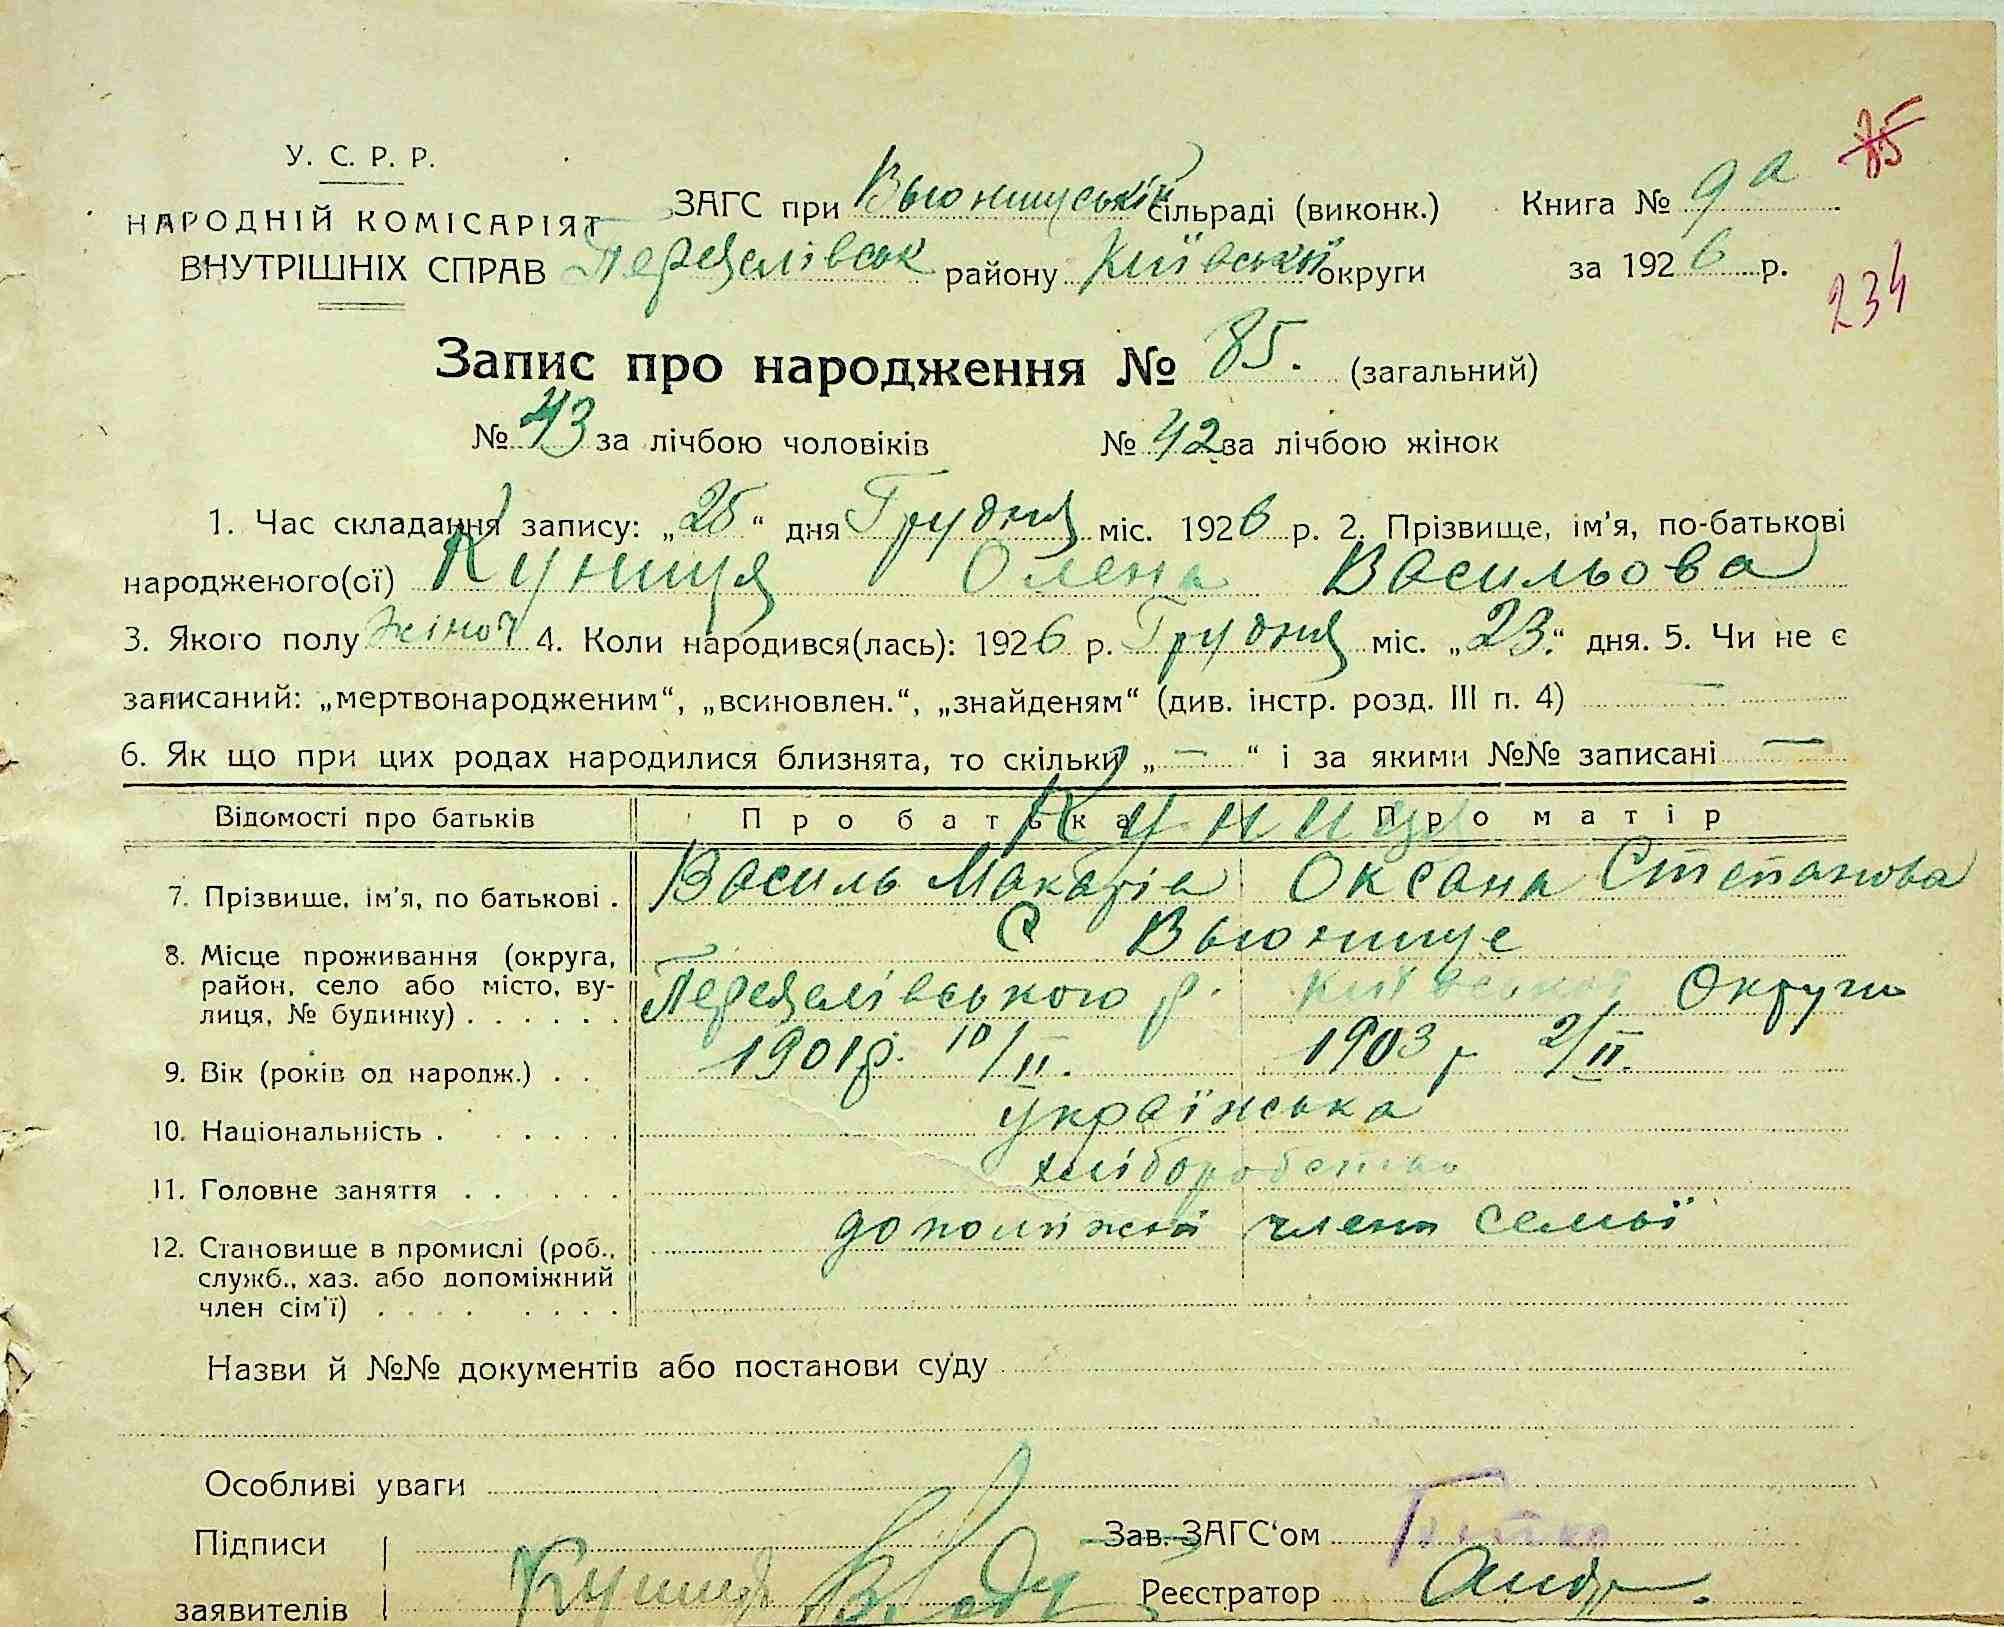 85
У. С. Р. Р.
НАРОДНІЙ КОМІСАРІЯТ
ВНУТРІШНІХ СПРАВ
ЗАГС при Вьюнищській сільраді (виконк.)
Переяслівськ району Київської округи
Книга № 9а
за 1926 р.
234
Запис про народження № 85. (загальний)
№ 43 за лічбою чоловіків № 42 за лічбою жінок
1. Час складання запису: „25“ дня Грудня міс. 1926 р. 2. Прізвище, ім'я, по-батькові
народженого(ої) Куниця Олена Васильова
3. Якого полу жіноч 4. Коли народився(лась): 1926 р. Грудня міс. „23.“ дня. 5. Чи не є
записаний: „мертвонародженим“, „всиновлен.“, „знайденям“ (див. інстр. розд. III п. 4) —
6. Як що при цих родах народилися близнята, то скільки „—“ і за якими №№ записані —
Відомості про батьків Про батька Про матір
Куниця
7. Прізвище, ім'я, по батькові . Василь Макарів Оксана Степанова
С Вьюнище
8. Місце проживання (округа, район, село або місто, вулиця, № будинку) . . . . . . Переяслівського р. Київської Округи
9. Вік (років од народж.) . . 1901 р. 10/II. 1903 р 2/II.
10. Національність . . . . . . українська
11. Головне заняття . . . . . хліборобство
12. Становище в промислі (роб., служб., хаз. або допоміжний член сім'ї) . . . . . . . . допоміжні члени семьї
Назви й №№ документів або постанови суду
Особливі уваги
Підписи
заявителів
Куниця
Зав. ЗАГС'ом
Реєстратор